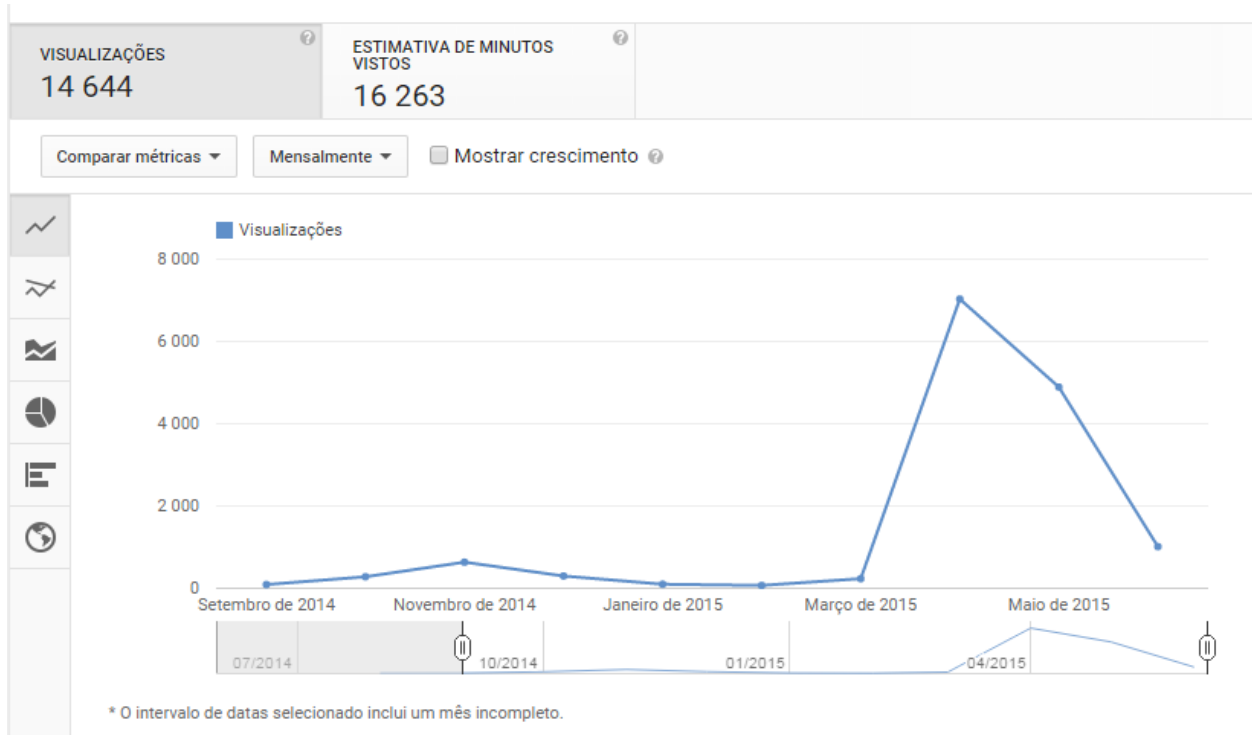 VISUALIZAÇÕES
14 644
ESTIMATIVA DE MINUTOS
VISTOS
16 263
Comparar métricas
Mensalmente
Mostrar crescimento
Visualizações
8 000
6 000
4 000
2 000
0
Setembro de 2014 Novembro de 2014 Janeiro de 2015 Março de 2015 Maio de 2015
07/2014 10/2014 01/2015 04/2015
* O intervalo de datas selecionado inclui um mês incompleto.